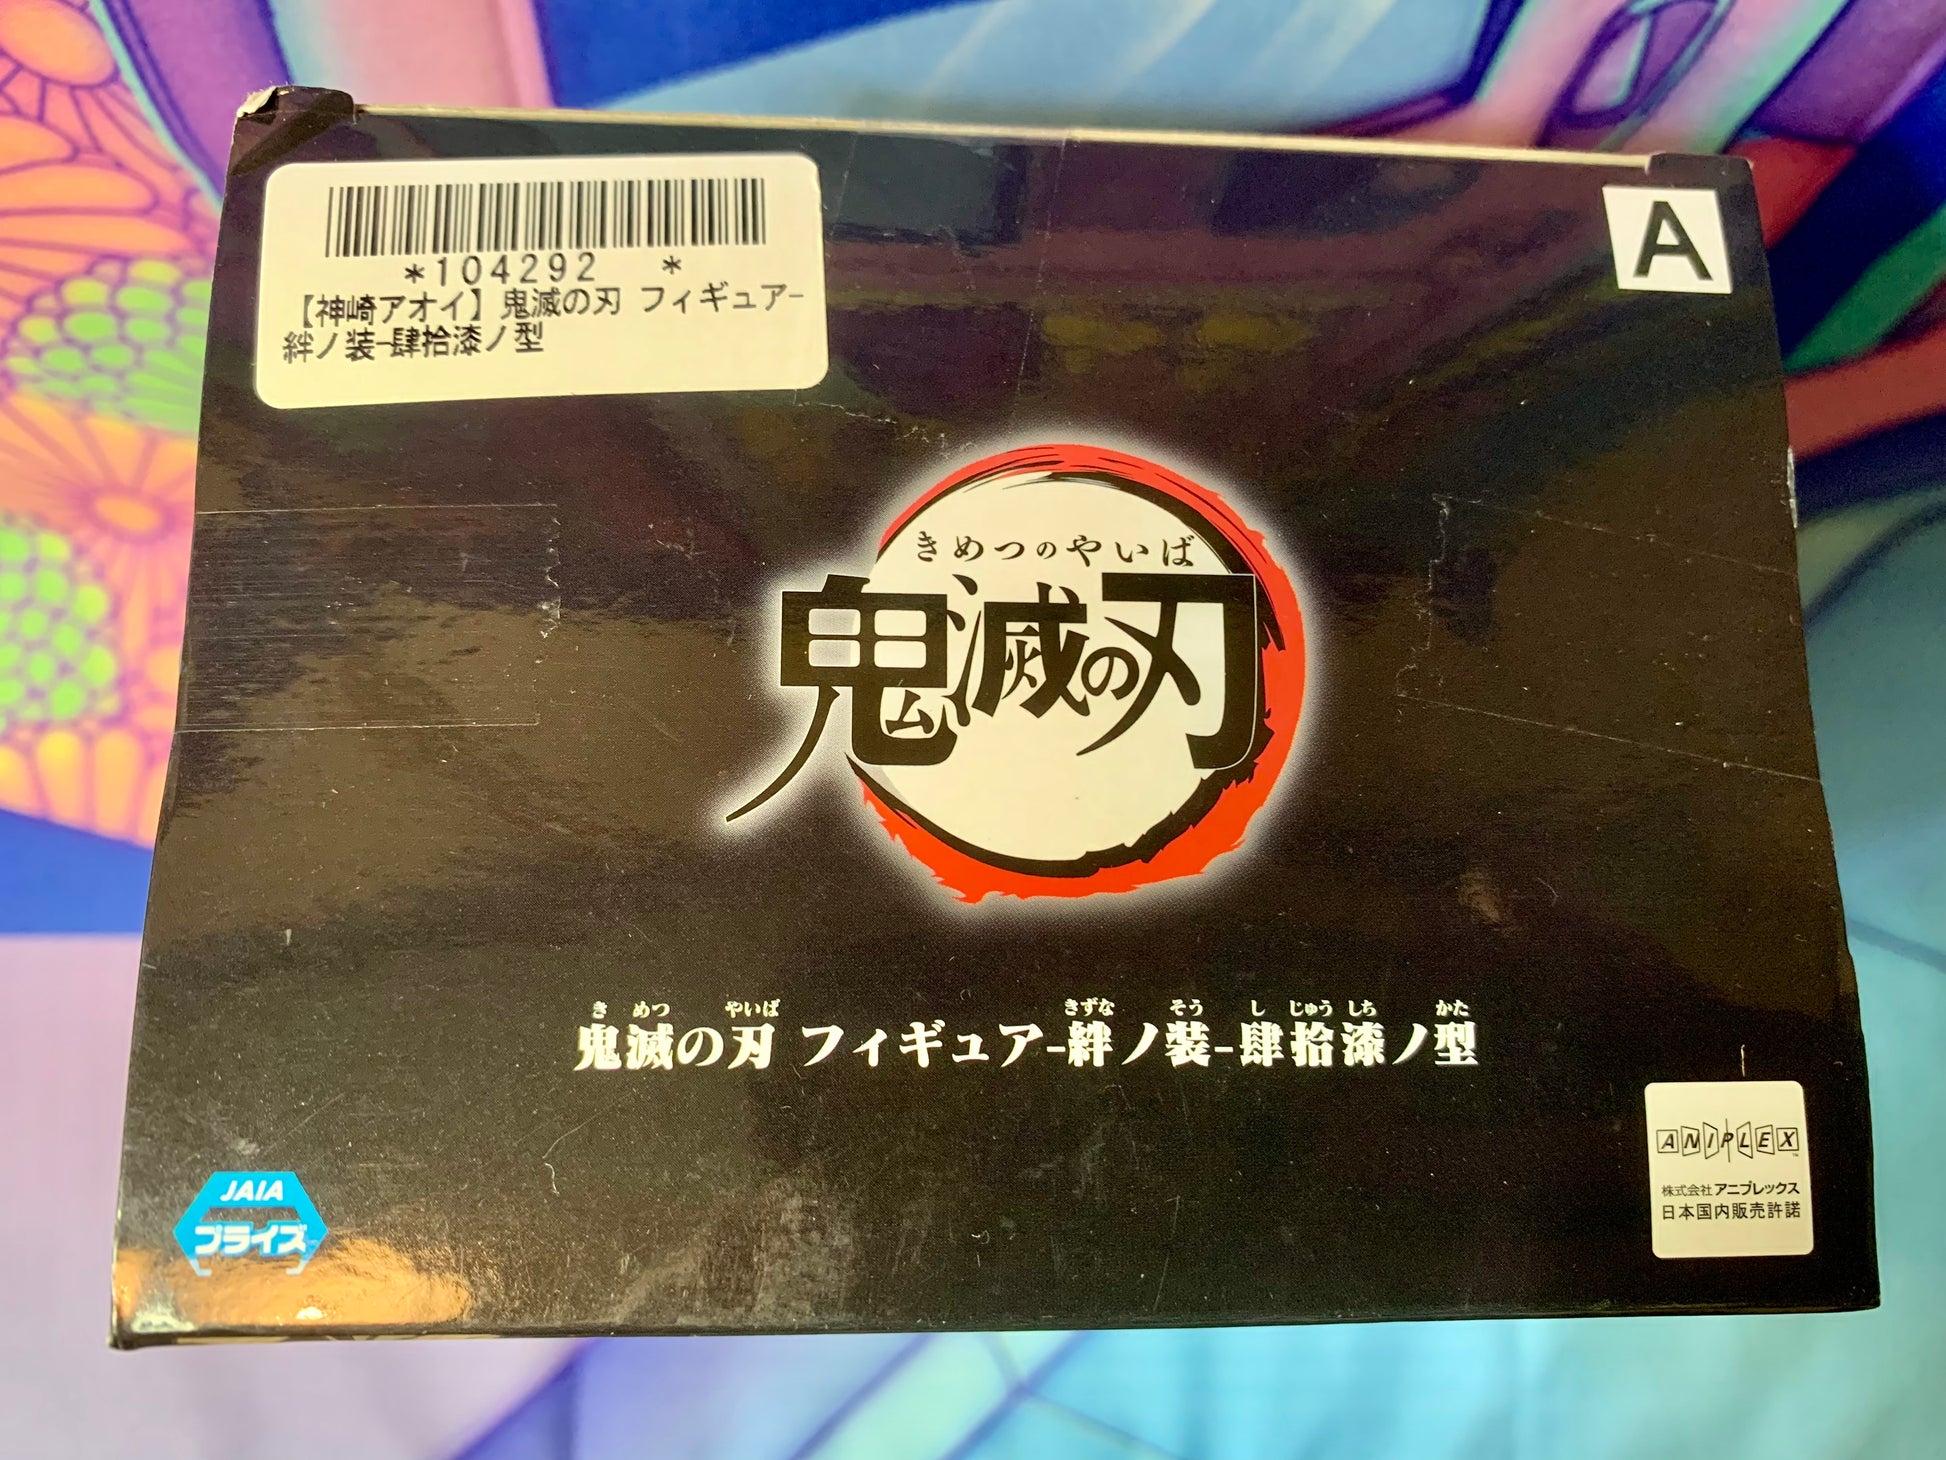 *104292 *
【神崎アオイ】鬼滅の刃 フィギュア-
絆ノ装-肆拾漆ノ型
A
きめつのやいば
鬼滅の刃
き めつ やいば きずな そう し じゅう しち かた
鬼滅の刃 フィギュア-絆ノ装-肆拾漆ノ型
JAIA
プライズ
ANIPLEX
株式会社アニプレックス
日本国内販売許諾